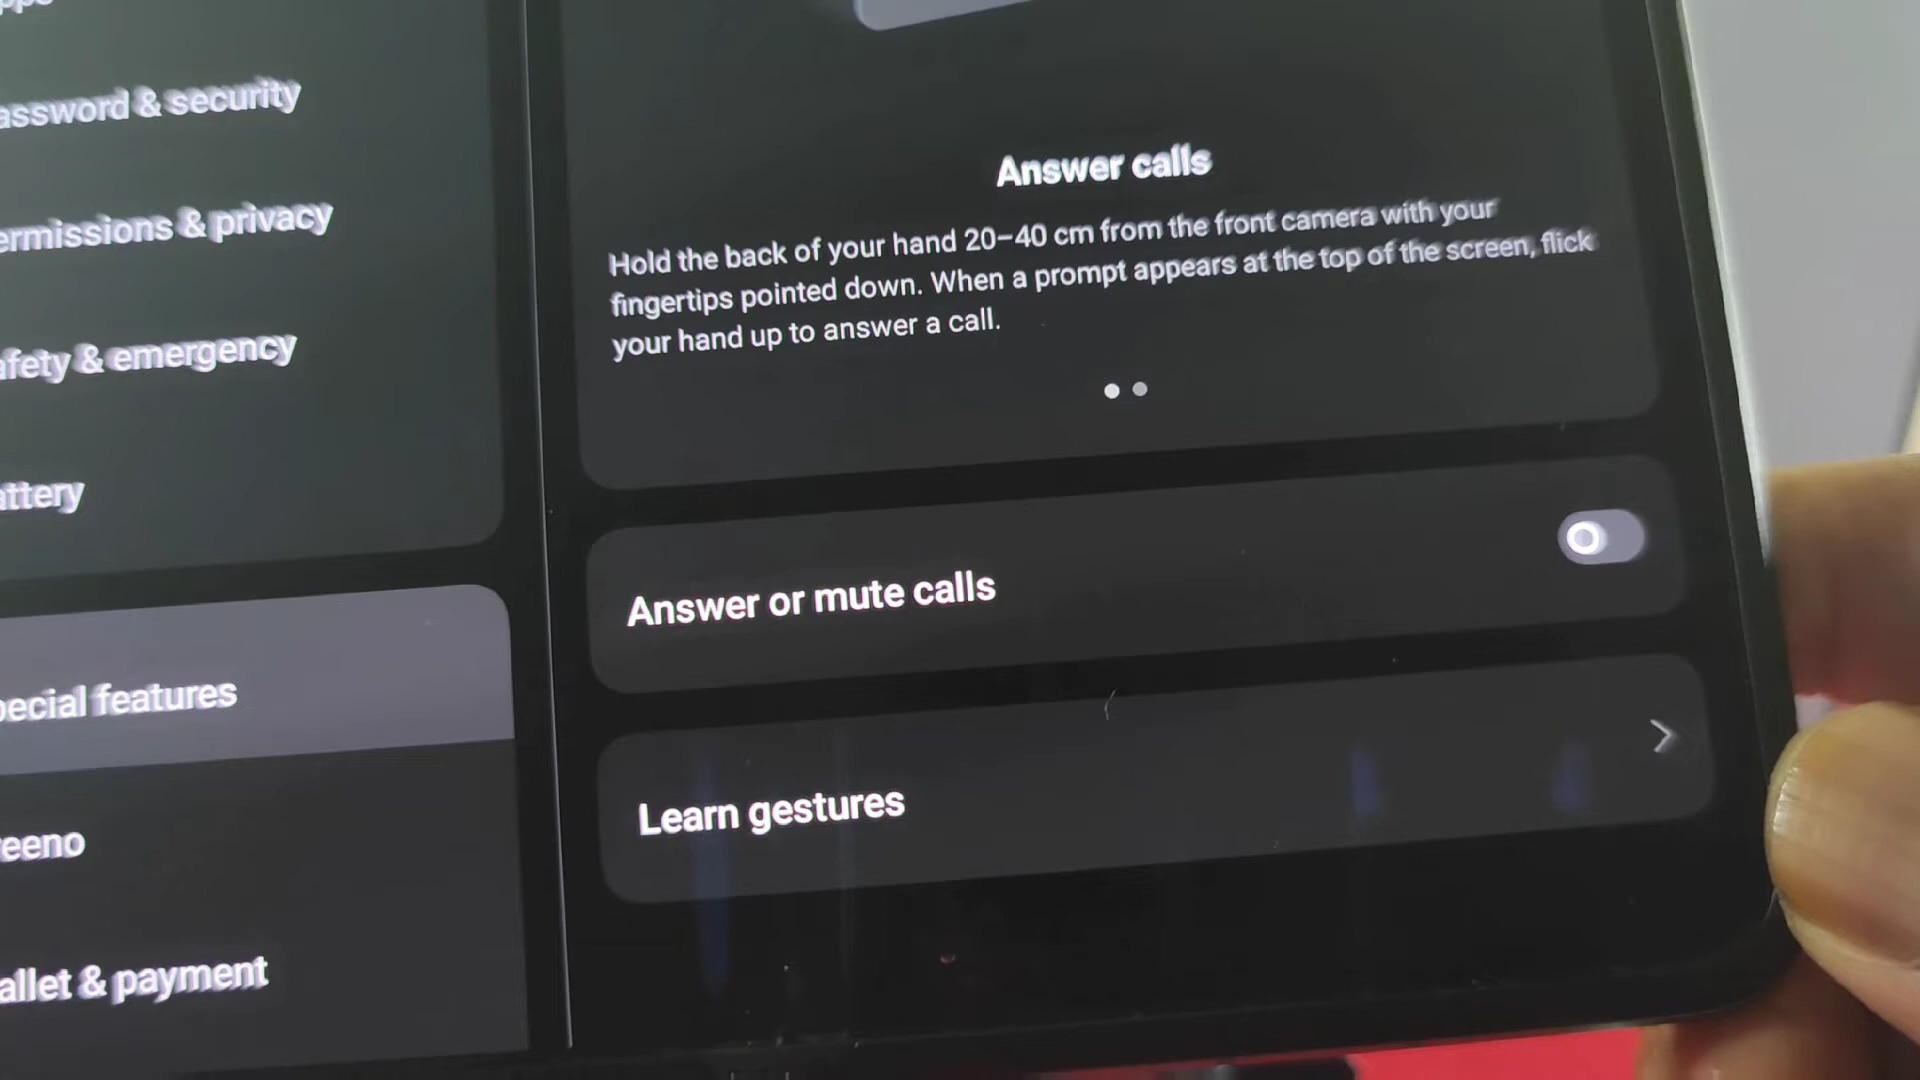 assword & security
ermissions & privacy
afety & emergency
attery
pecial features
eeno
allet & payment
Answer calls
Hold the back of your hand 20–40 cm from the front camera with your
fingertips pointed down. When a prompt appears at the top of the screen, flick
your hand up to answer a call.
Answer or mute calls
Learn gestures